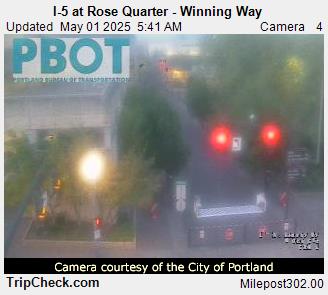 I-5 at Rose Quarter - Winning Way
Updated May 01 2025 5:41 AM Camera 4
PBOT
PORTLAND BUREAU OF TRANSPORTATION
Camera courtesy of the City of Portland
TripCheck.com Milepost302.00